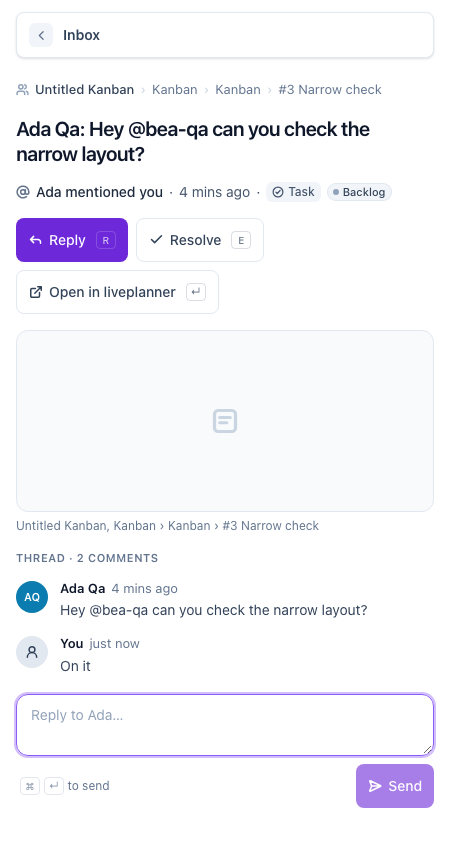 Inbox
Untitled Kanban › Kanban › Kanban › #3 Narrow check
Ada Qa: Hey @bea-qa can you check the
narrow layout?
@ Ada mentioned you · 4 mins ago · Task Backlog
Reply R Resolve E
Open in liveplanner ↵
Untitled Kanban, Kanban › Kanban › #3 Narrow check
THREAD · 2 COMMENTS
AQ Ada Qa 4 mins ago
Hey @bea-qa can you check the narrow layout?
You just now
On it
Reply to Ada...
⌘ ↵ to send Send